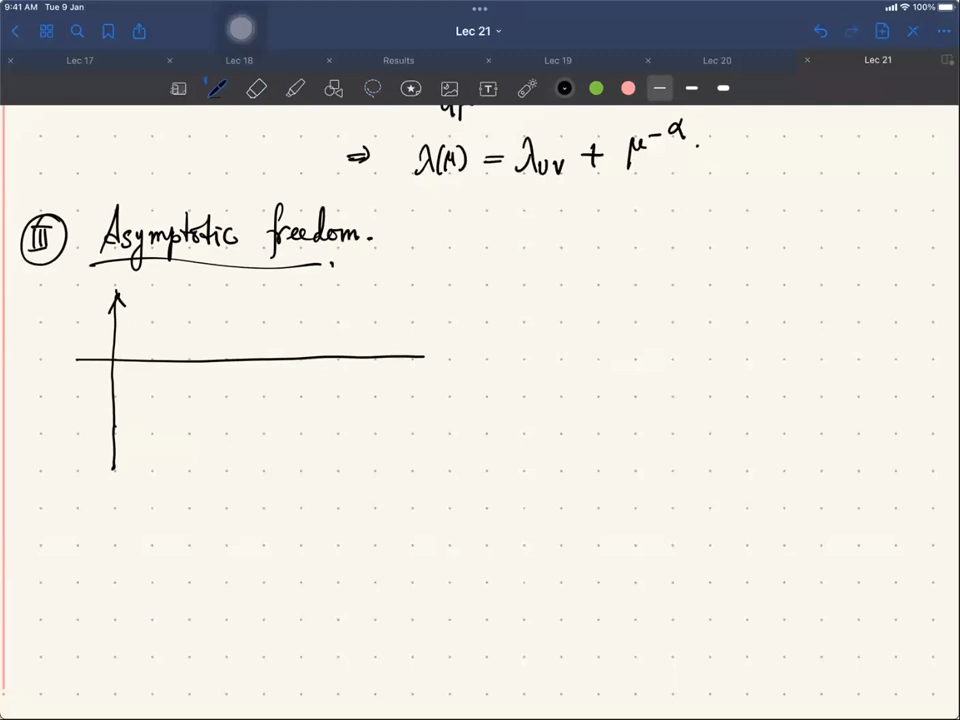 9:41 AM Tue 9 Jan
100%
Lec 21
Lec 17
Lec 18
Results
Lec 19
Lec 20
Lec 21
⇒ λ(μ) = λ_UV + μ^-α.
III Asymptotic freedom.